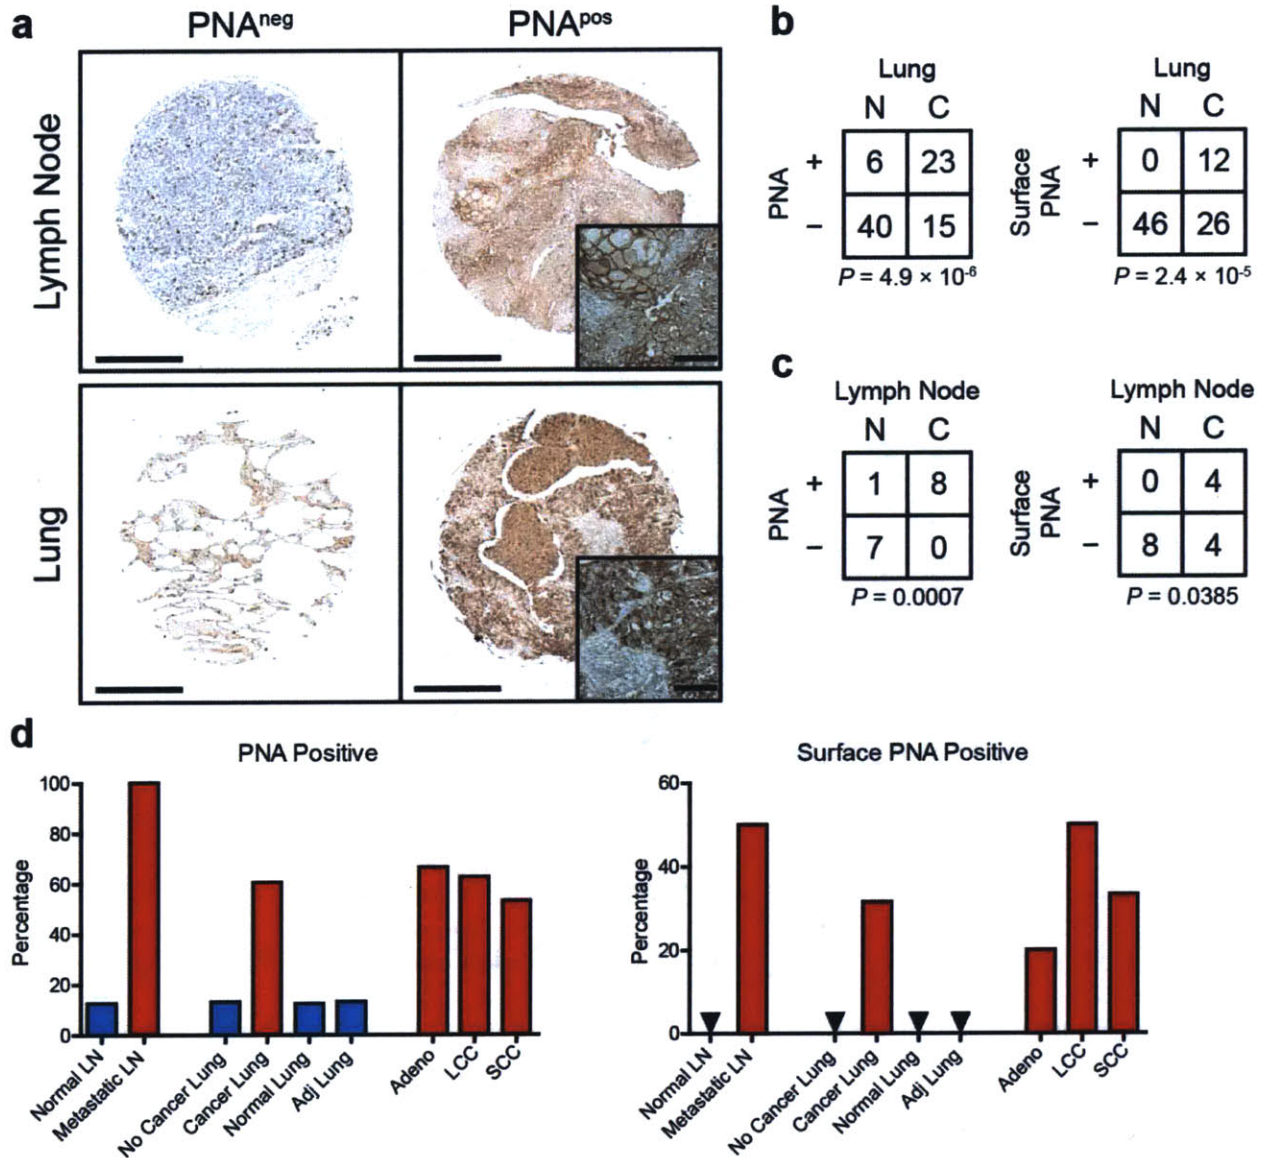 a
PNAneg PNApos
Lymph Node
Lung
b
Lung
N C
PNA
+ 6 23
− 40 15
P = 4.9 × 10-6
Lung
N C
Surface
PNA
+ 0 12
− 46 26
P = 2.4 × 10-5
c
Lymph Node
N C
PNA
+ 1 8
− 7 0
P = 0.0007
Lymph Node
N C
Surface
PNA
+ 0 4
− 8 4
P = 0.0385
d
PNA Positive
Percentage
100
80
60
40
20
0
Normal LN
Metastatic LN
No Cancer Lung
Cancer Lung
Normal Lung
Adj Lung
Adeno
LCC
SCC
Surface PNA Positive
Percentage
60
40
20
0
Normal LN
Metastatic LN
No Cancer Lung
Cancer Lung
Normal Lung
Adj Lung
Adeno
LCC
SCC